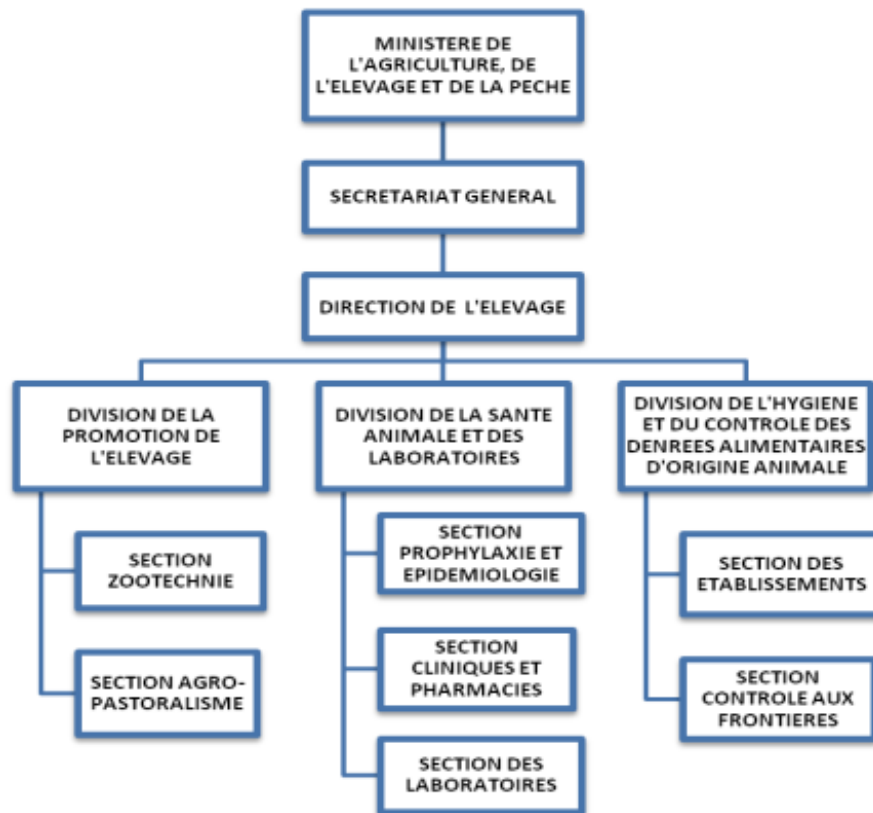 MINISTERE DE
L'AGRICULTURE, DE
L'ELEVAGE ET DE LA PECHE
SECRETARIAT GENERAL
DIRECTION DE L'ELEVAGE
DIVISION DE LA
PROMOTION DE
L'ELEVAGE
SECTION
ZOOTECHNIE
SECTION AGRO-
PASTORALISME
DIVISION DE LA SANTE
ANIMALE ET DES
LABORATOIRES
SECTION
PROPHYLAXIE ET
EPIDEMIOLOGIE
SECTION
CLINIQUES ET
PHARMACIES
SECTION DES
LABORATOIRES
DIVISION DE L'HYGIENE
ET DU CONTROLE DES
DENREES ALIMENTAIRES
D'ORIGINE ANIMALE
SECTION DES
ETABLISSEMENTS
SECTION
CONTROLE AUX
FRONTIERES